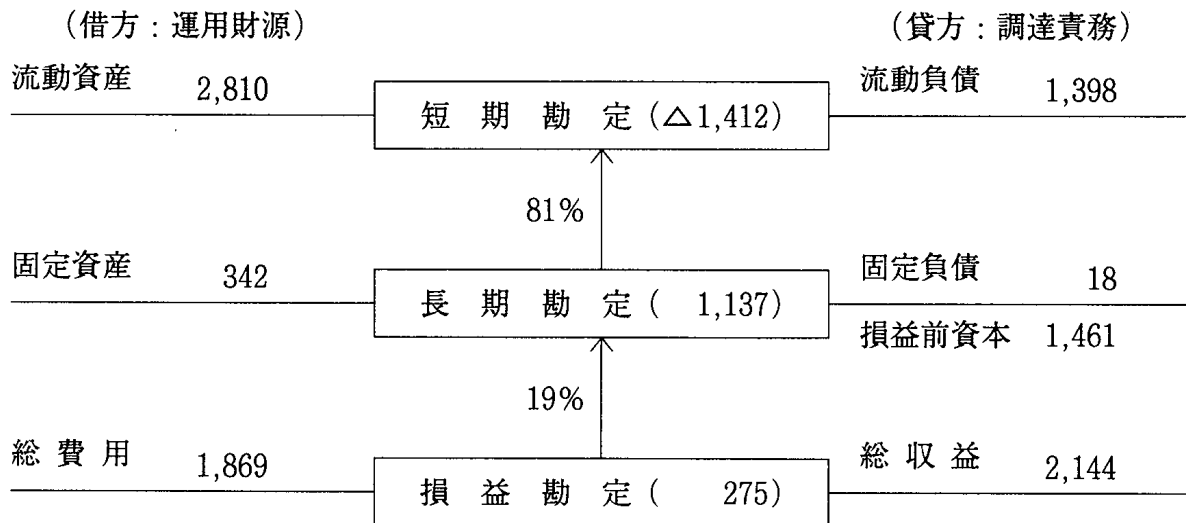 (借方：運用財源) (貸方：調達責務)
流動資産 2,810 短期勘定(△1,412) 流動負債 1,398
81%
固定資産 342 長期勘定( 1,137) 固定負債 18
損益前資本 1,461
19%
総費用 1,869 損益勘定( 275) 総収益 2,144